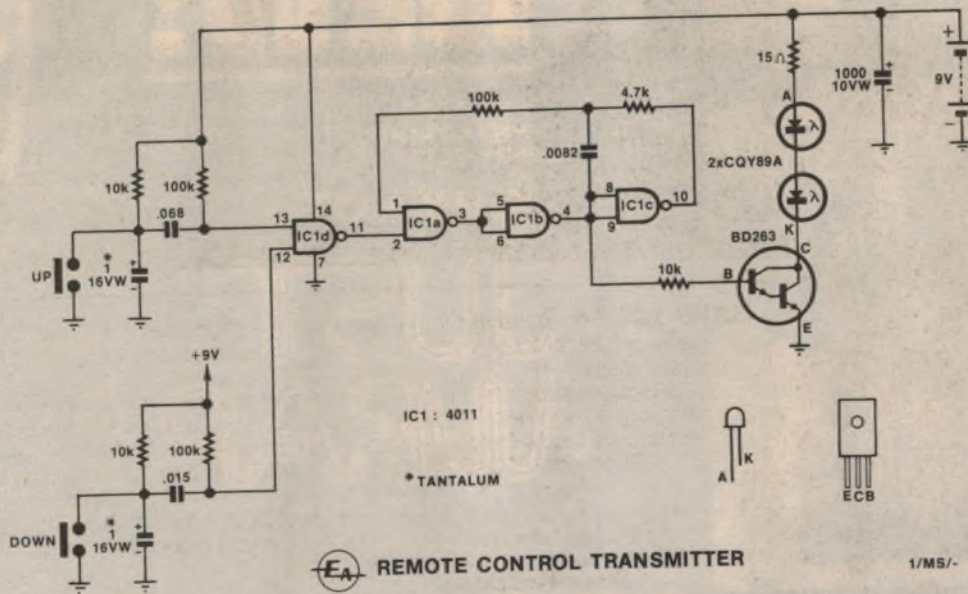 15Ω
1000
10VW
+
-
+
9V
-
100k
4.7k
.0082
A
λ
2xCQY89A
λ
K
10k
100k
.068
13
14
IC1d
11
12
7
1
IC1a
3
2
5
IC1b
4
6
8
IC1c
10
9
BD263
C
B
E
10k
UP
*
1
16VW
+
-
+9V
10k
100k
.015
DOWN
*
1
16VW
+
-
IC1 : 4011
*TANTALUM
A
K
ECB
EA REMOTE CONTROL TRANSMITTER
1/MS/-